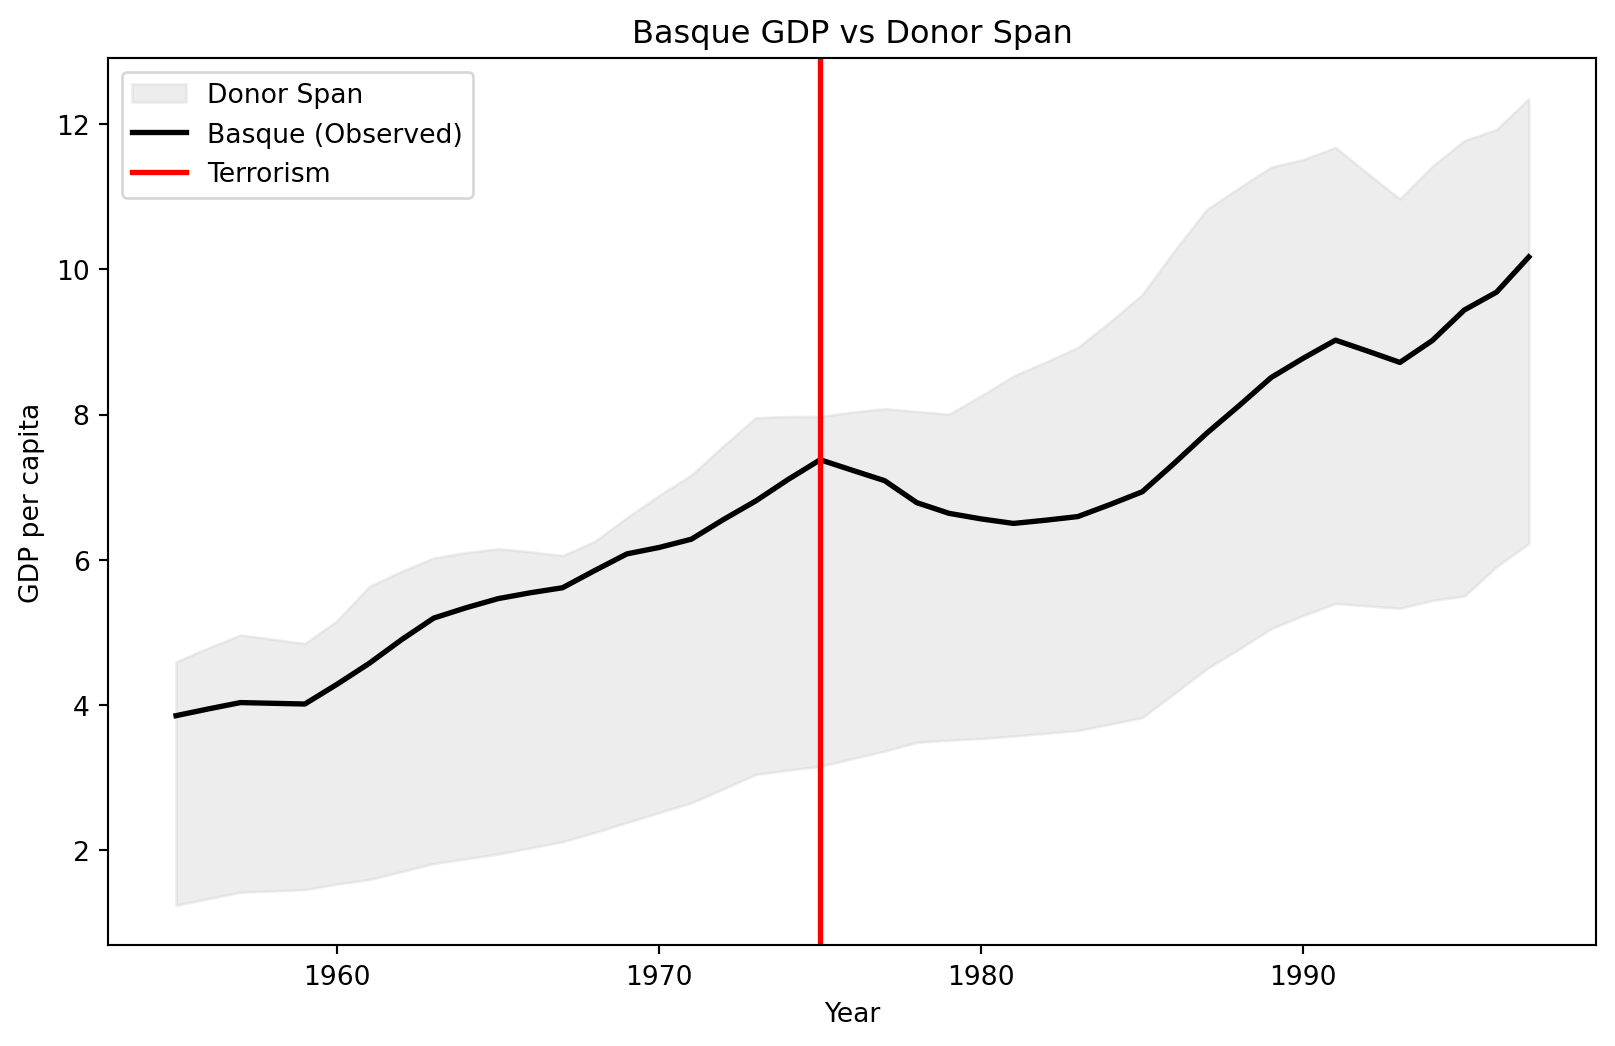 Basque GDP vs Donor Span
Donor Span
Basque (Observed)
Terrorism
12
10
8
6
4
2
GDP per capita
1960
1970
1980
1990
Year